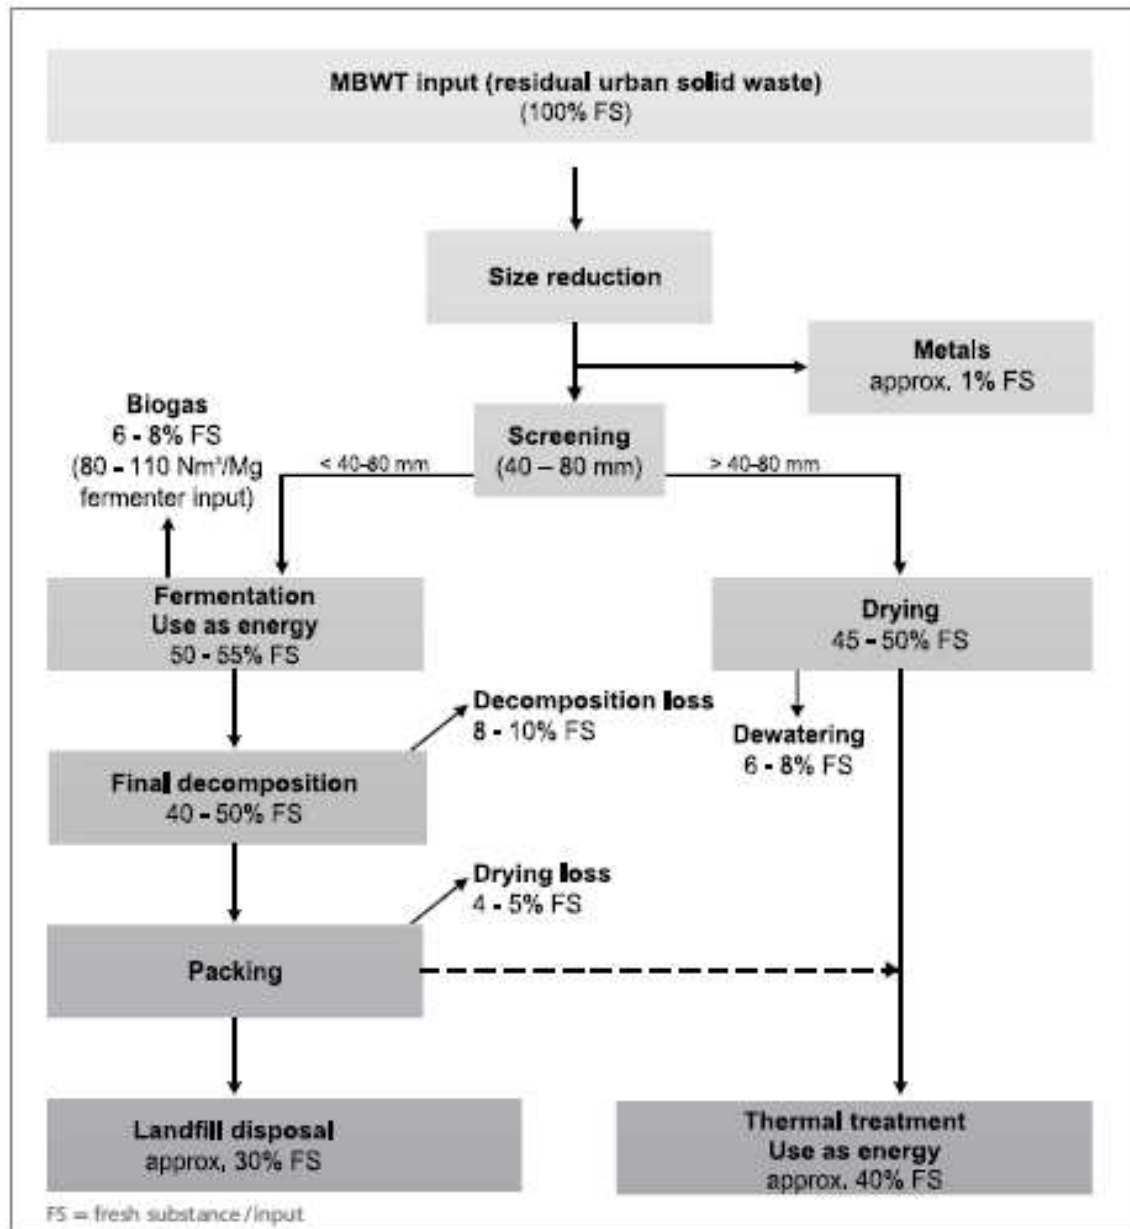 MBWT input (residual urban solid waste)
(100% FS)
Size reduction
Metals
approx. 1% FS
Biogas
6 - 8% FS
(80 - 110 Nm³/Mg
fermenter input)
Screening
(40 – 80 mm)
< 40-80 mm
> 40-80 mm
Fermentation
Use as energy
50 - 55% FS
Drying
45 - 50% FS
Decomposition loss
8 - 10% FS
Dewatering
6 - 8% FS
Final decomposition
40 - 50% FS
Drying loss
4 - 5% FS
Packing
Landfill disposal
approx. 30% FS
Thermal treatment
Use as energy
approx. 40% FS
FS = fresh substance/input